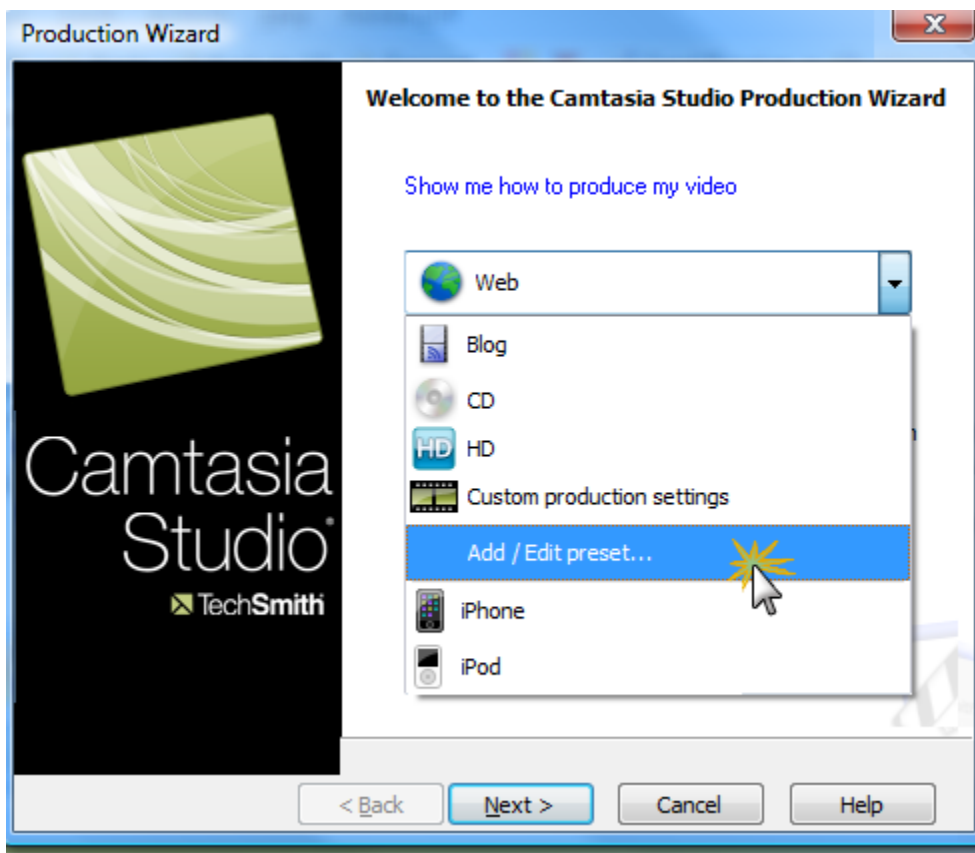 Production Wizard
Welcome to the Camtasia Studio Production Wizard
Show me how to produce my video
Web
Blog
CD
HD HD
Custom production settings
Add / Edit preset...
iPhone
iPod
Camtasia
Studio®
TechSmith
< Back Next > Cancel Help